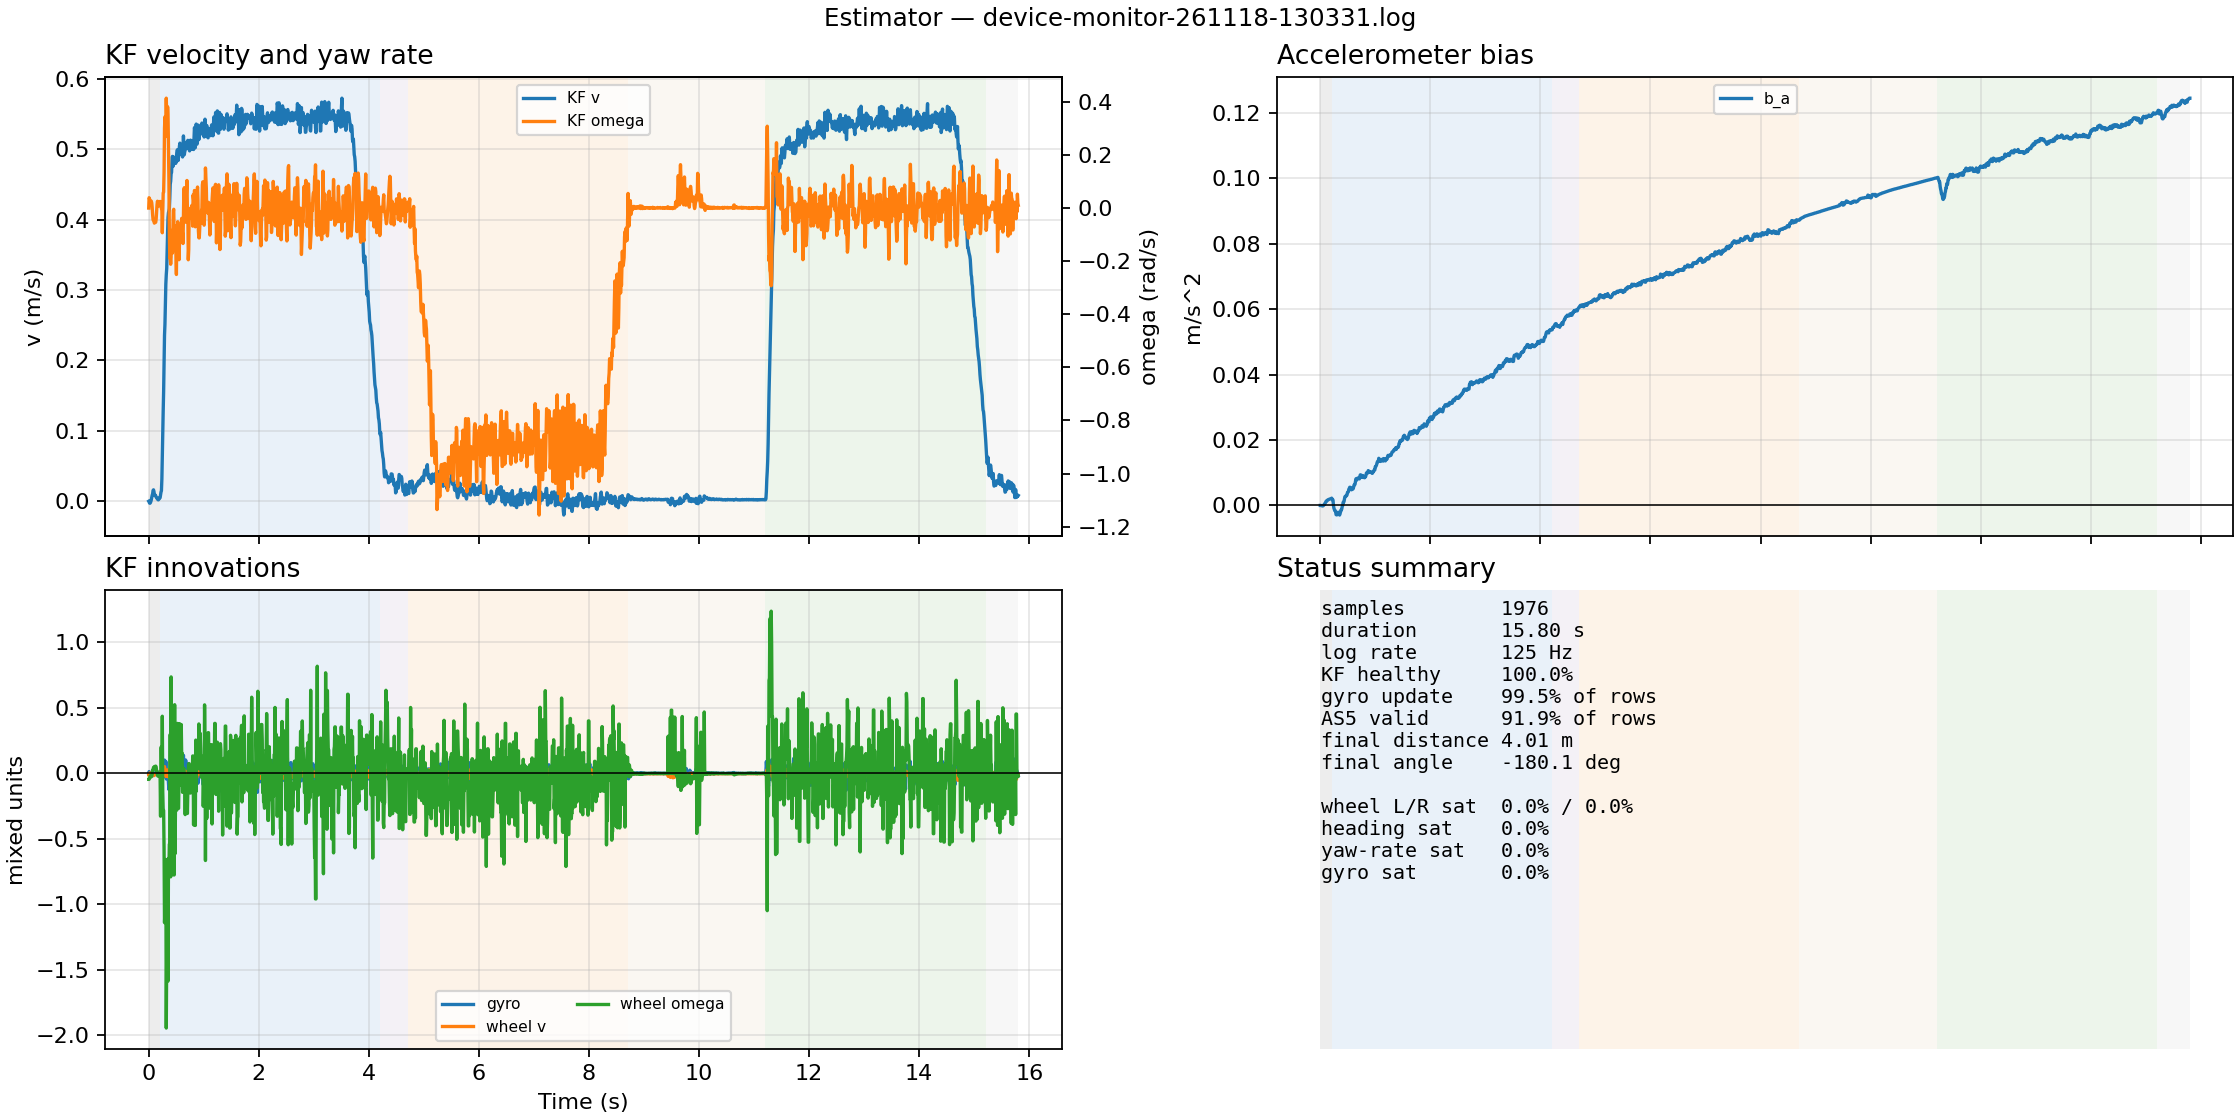 Estimator — device-monitor-261118-130331.log
KF velocity and yaw rate
0.6
0.5
0.4
0.3
0.2
0.1
0.0
v (m/s)
KF v
KF omega
0.4
0.2
0.0
−0.2
−0.4
−0.6
−0.8
−1.0
−1.2
omega (rad/s)
Accelerometer bias
0.12
0.10
0.08
0.06
0.04
0.02
0.00
m/s^2
b_a
KF innovations
1.0
0.5
0.0
−0.5
−1.0
−1.5
−2.0
mixed units
gyro
wheel v
wheel omega
0 2 4 6 8 10 12 14 16
Time (s)
Status summary
samples 1976
duration 15.80 s
log rate 125 Hz
KF healthy 100.0%
gyro update 99.5% of rows
AS5 valid 91.9% of rows
final distance 4.01 m
final angle -180.1 deg
wheel L/R sat 0.0% / 0.0%
heading sat 0.0%
yaw-rate sat 0.0%
gyro sat 0.0%